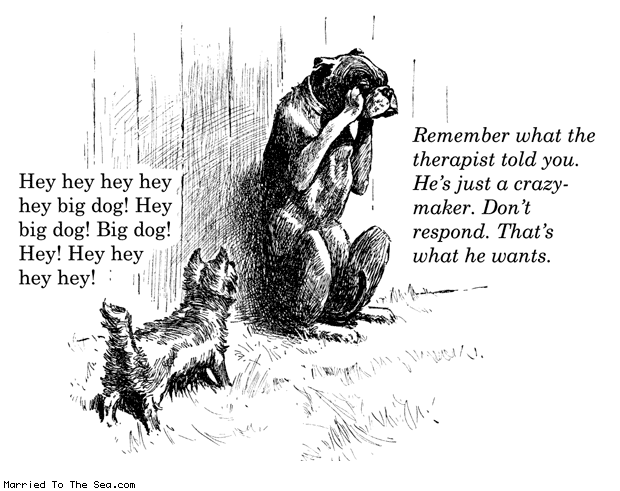 Hey hey hey hey
hey big dog! Hey
big dog! Big dog!
Hey! Hey hey
hey hey!
Remember what the
therapist told you.
He's just a crazy-
maker. Don't
respond. That's
what he wants.
Married To The Sea.com